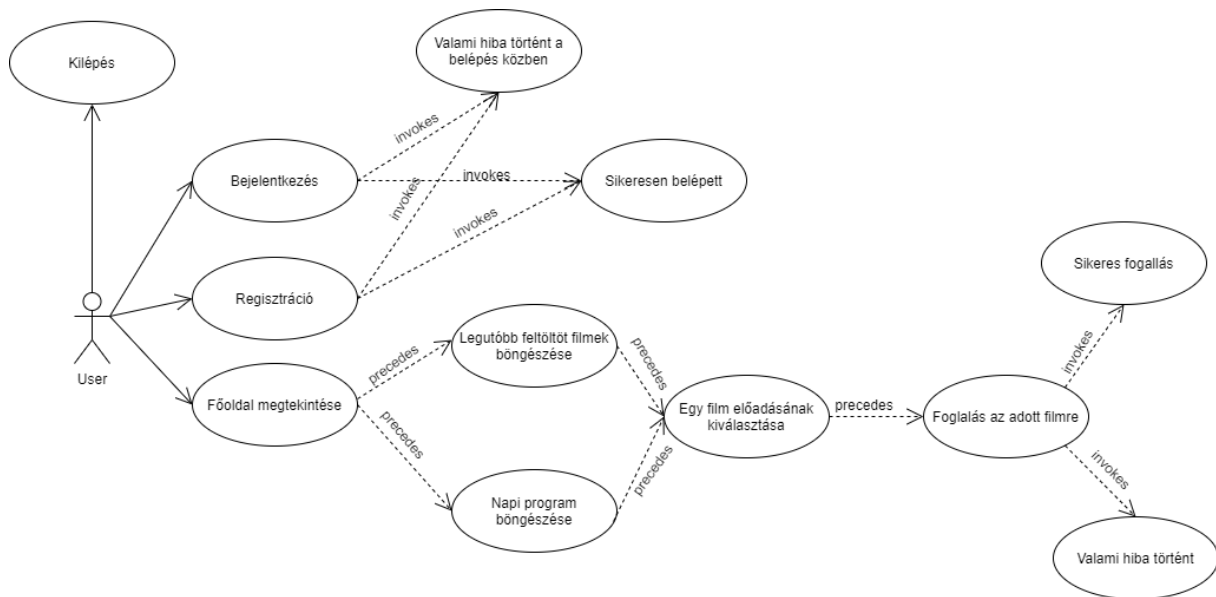 Kilépés
Valami hiba történt a
belépés közben
invokes
Bejelentkezés
invokes
Sikeresen belépett
invokes
invokes
Regisztráció
User
Főoldal megtekintése
precedes
precedes
Legutóbb feltöltöt filmek
böngészése
Napi program
böngészése
precedes
precedes
Egy film előadásának
kiválasztása
precedes
Foglalás az adott filmre
invokes
Sikeres fogallás
invokes
Valami hiba történt